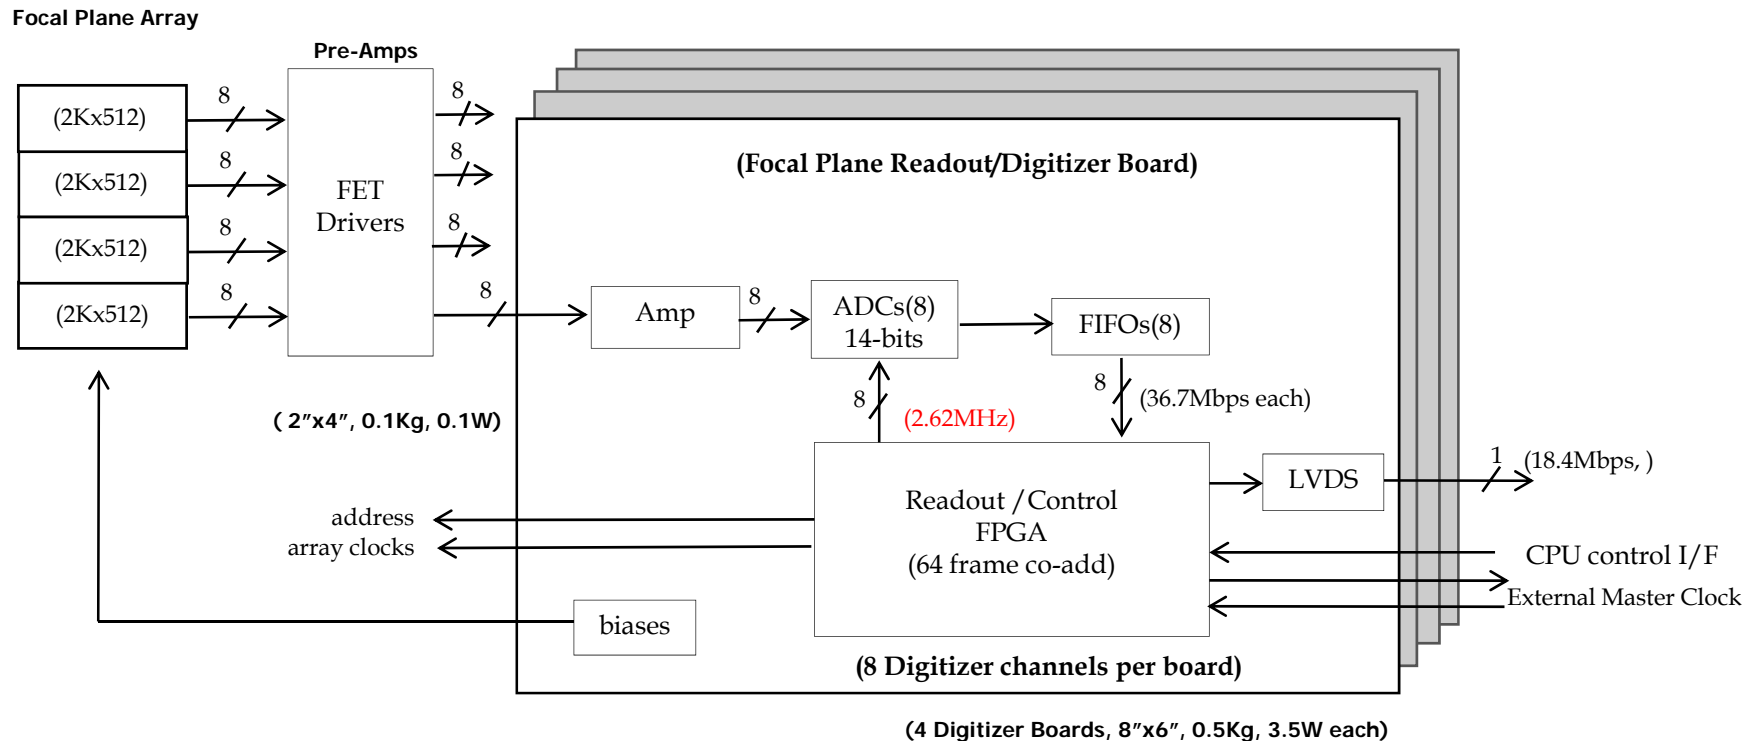 Focal Plane Array
Pre-Amps
8
8
(2Kx512)
(Focal Plane Readout/Digitizer Board)
8
8
(2Kx512)
FET
Drivers
8
8
(2Kx512)
8
8
8
(2Kx512)
Amp
ADCs(8)
14-bits
FIFOs(8)
8
8
(36.7Mbps each)
( 2"x4", 0.1Kg, 0.1W)
(2.62MHz)
1
(18.4Mbps, )
LVDS
Readout /Control
FPGA
(64 frame co-add)
address
array clocks
CPU control I/F
External Master Clock
biases
(8 Digitizer channels per board)
(4 Digitizer Boards, 8"x6", 0.5Kg, 3.5W each)